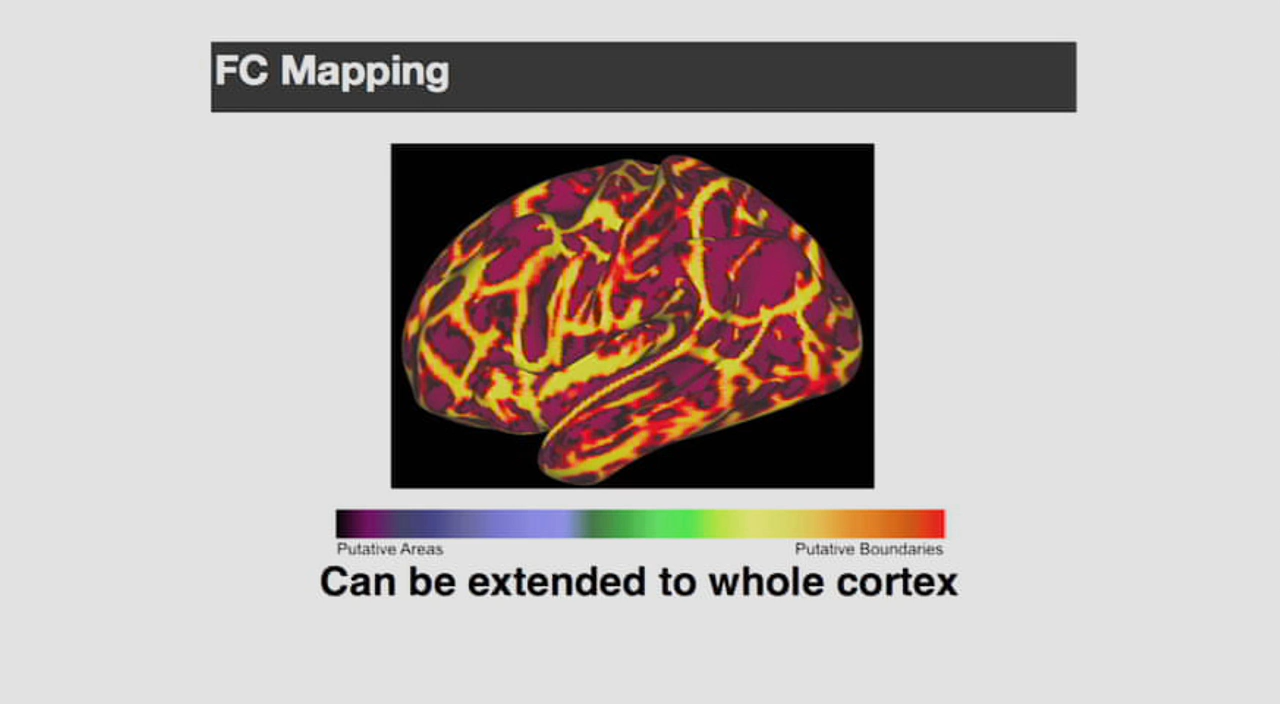 FC Mapping
Putative Areas
Putative Boundaries
Can be extended to whole cortex